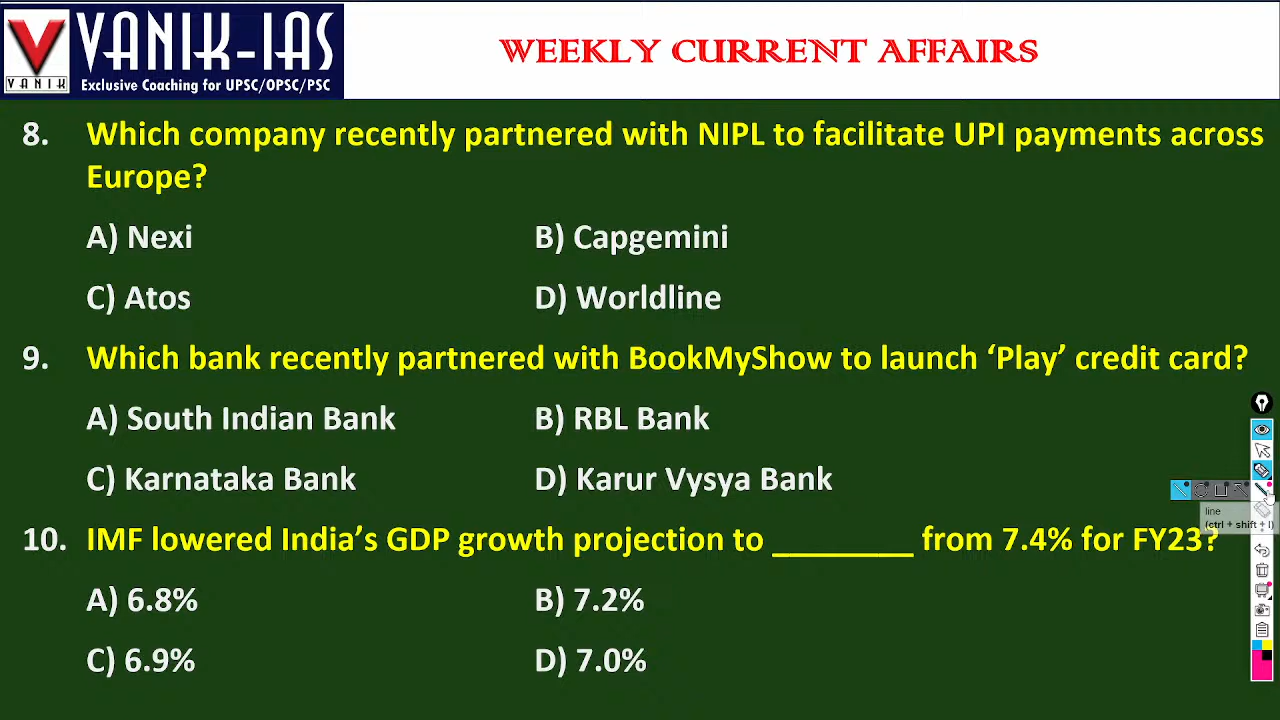 VANIK-IAS
VANIK
Exclusive Coaching for UPSC/OPSC/PSC
WEEKLY CURRENT AFFAIRS
8. Which company recently partnered with NIPL to facilitate UPI payments across
Europe?
A) Nexi B) Capgemini
C) Atos D) Worldline
9. Which bank recently partnered with BookMyShow to launch ‘Play’ credit card?
A) South Indian Bank B) RBL Bank
C) Karnataka Bank D) Karur Vysya Bank
line
(ctrl + shift + l)
10. IMF lowered India’s GDP growth projection to ________ from 7.4% for FY23?
A) 6.8% B) 7.2%
C) 6.9% D) 7.0%